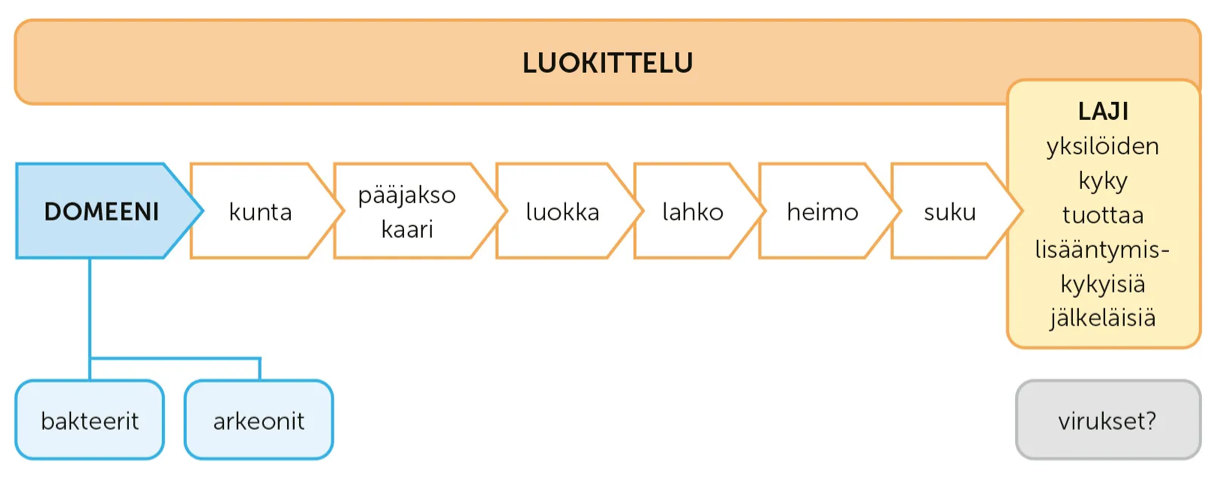 LUOKITTELU
LAJI
yksilöiden
kyky
tuottaa
lisääntymis-
kykyisiä
jälkeläisiä
DOMEENI
kunta
pääjakso
kaari
luokka
lahko
heimo
suku
bakteerit
arkeonit
virukset?